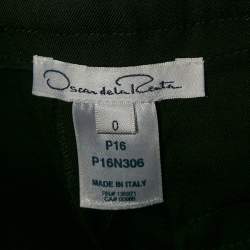 Oscar de la Renta
0
P16
P16N306
MADE IN ITALY